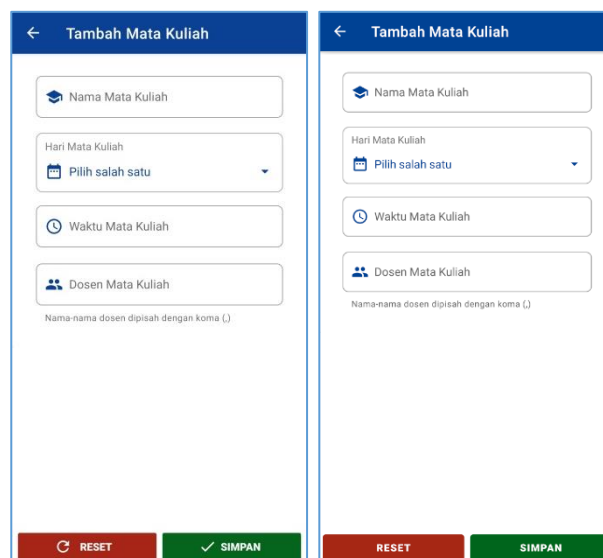 Tambah Mata Kuliah
Nama Mata Kuliah
Hari Mata Kuliah
Pilih salah satu
Waktu Mata Kuliah
Dosen Mata Kuliah
Nama-nama dosen dipisah dengan koma (,)
RESET
SIMPAN
Tambah Mata Kuliah
Nama Mata Kuliah
Hari Mata Kuliah
Pilih salah satu
Waktu Mata Kuliah
Dosen Mata Kuliah
Nama-nama dosen dipisah dengan koma (,)
RESET
SIMPAN